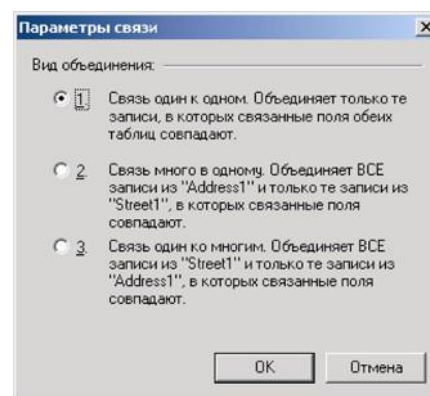 Параметры связи
Вид объединения:
1. Связь один к одном. Объединяет только те
записи, в которых связанные поля обеих
таблиц совпадают.
2. Связь много в одному. Объединяет ВСЕ
записи из "Address1" и только те записи из
"Street1", в которых связанные поля
совпадают.
3. Связь один ко многим. Объединяет ВСЕ
записи из "Street1" и только те записи из
"Address1", в которых связанные поля
совпадают.
OK Отмена